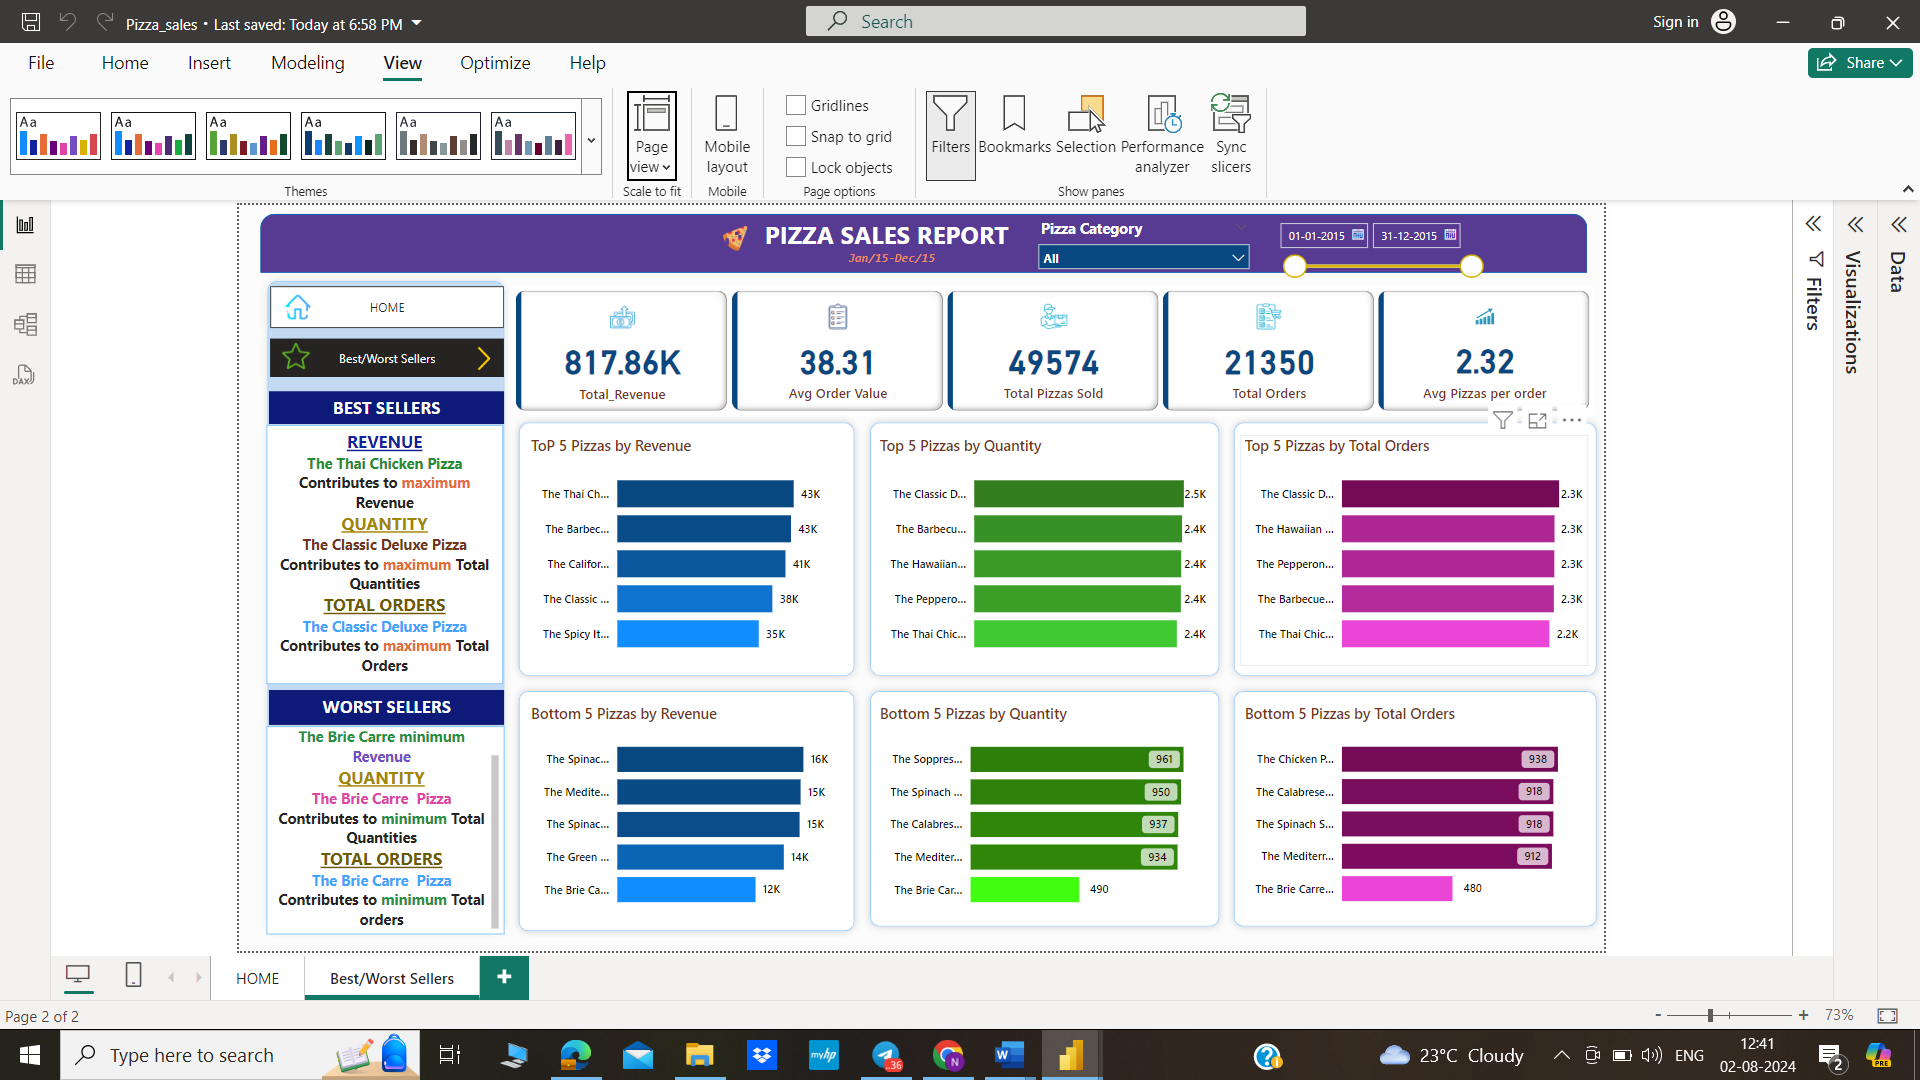 Pizza_sales • Last saved: Today at 6:58 PM
Search
Sign in
File
Home
Insert
Modeling
View
Optimize
Help
Share
Aa
Aa
Aa
Aa
Aa
Aa
Themes
Page view
Scale to fit
Mobile layout
Mobile
Gridlines
Snap to grid
Lock objects
Page options
Filters
Bookmarks
Selection
Performance analyzer
Sync slicers
Show panes
PIZZA SALES REPORT
Jan/15-Dec/15
Pizza Category
All
01-01-2015
31-12-2015
HOME
Best/Worst Sellers
BEST SELLERS
REVENUE
The Thai Chicken Pizza
Contributes to maximum
Revenue
QUANTITY
The Classic Deluxe Pizza
Contributes to maximum Total
Quantities
TOTAL ORDERS
The Classic Deluxe Pizza
Contributes to maximum Total
Orders
WORST SELLERS
The Brie Carre minimum
Revenue
QUANTITY
The Brie Carre  Pizza
Contributes to minimum Total
Quantities
TOTAL ORDERS
The Brie Carre  Pizza
Contributes to minimum Total
orders
817.86K
Total_Revenue
38.31
Avg Order Value
49574
Total Pizzas Sold
21350
Total Orders
2.32
Avg Pizzas per order
ToP 5 Pizzas by Revenue
The Thai Ch... 43K
The Barbec... 43K
The Califor... 41K
The Classic ... 38K
The Spicy It... 35K
Top 5 Pizzas by Quantity
The Classic D... 2.5K
The Barbecu... 2.4K
The Hawaiian... 2.4K
The Peppero... 2.4K
The Thai Chic... 2.4K
Top 5 Pizzas by Total Orders
The Classic D... 2.3K
The Hawaiian ... 2.3K
The Pepperon... 2.3K
The Barbecue... 2.3K
The Thai Chic... 2.2K
Bottom 5 Pizzas by Revenue
The Spinac... 16K
The Medite... 15K
The Spinac... 15K
The Green ... 14K
The Brie Ca... 12K
Bottom 5 Pizzas by Quantity
The Soppres... 961
The Spinach ... 950
The Calabres... 937
The Mediter... 934
The Brie Car... 490
Bottom 5 Pizzas by Total Orders
The Chicken P... 938
The Calabrese... 918
The Spinach S... 918
The Mediterr... 912
The Brie Carre... 480
Filters
Visualizations
Data
DAX
HOME
Best/Worst Sellers
+
Page 2 of 2
- + 73%
Type here to search
myhp
36
N
W
23°C Cloudy
ENG
12:41
02-08-2024
2
PRE